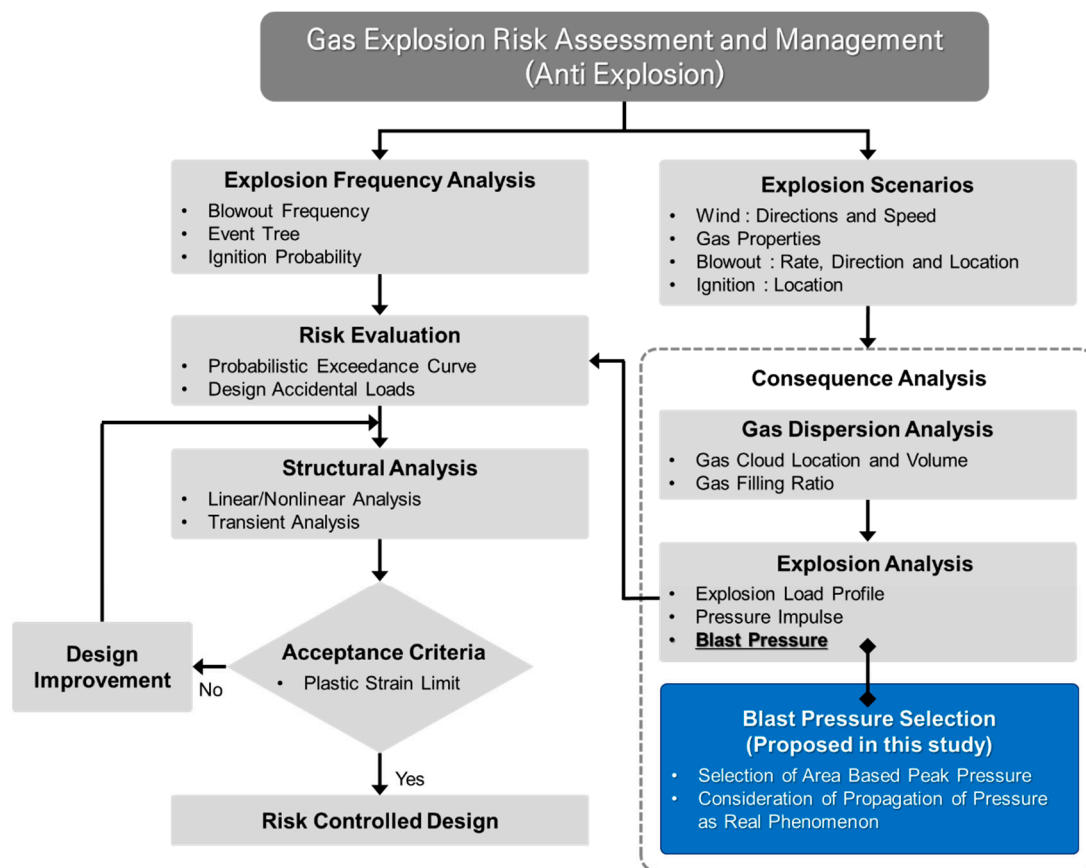 Gas Explosion Risk Assessment and Management
(Anti Explosion)
Explosion Frequency Analysis
• Blowout Frequency
• Event Tree
• Ignition Probability
Explosion Scenarios
• Wind : Directions and Speed
• Gas Properties
• Blowout : Rate, Direction and Location
• Ignition : Location
Risk Evaluation
• Probabilistic Exceedance Curve
• Design Accidental Loads
Consequence Analysis
Gas Dispersion Analysis
• Gas Cloud Location and Volume
• Gas Filling Ratio
Structural Analysis
• Linear/Nonlinear Analysis
• Transient Analysis
Explosion Analysis
• Explosion Load Profile
• Pressure Impulse
• Blast Pressure
Acceptance Criteria
• Plastic Strain Limit
No
Design
Improvement
Yes
Risk Controlled Design
Blast Pressure Selection
(Proposed in this study)
• Selection of Area Based Peak Pressure
• Consideration of Propagation of Pressure
as Real Phenomenon